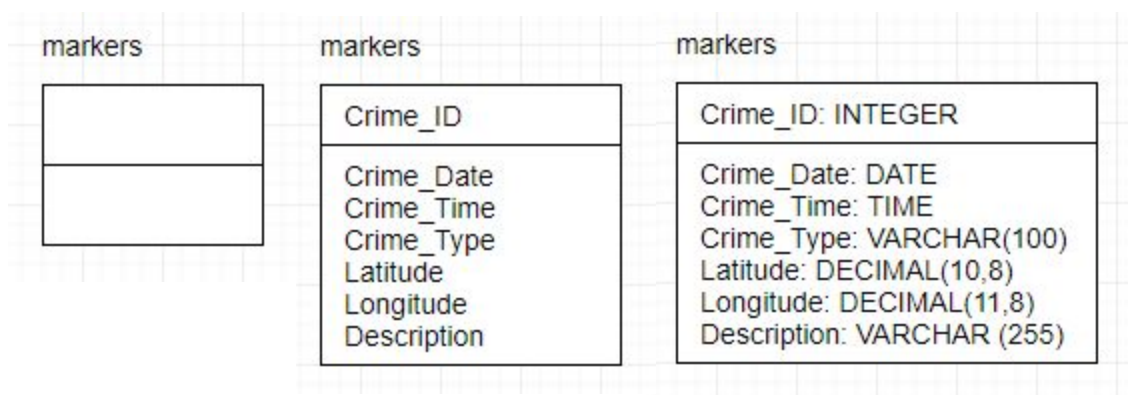 markers
markers
Crime_ID
Crime_Date
Crime_Time
Crime_Type
Latitude
Longitude
Description
markers
Crime_ID: INTEGER
Crime_Date: DATE
Crime_Time: TIME
Crime_Type: VARCHAR(100)
Latitude: DECIMAL(10,8)
Longitude: DECIMAL(11,8)
Description: VARCHAR (255)